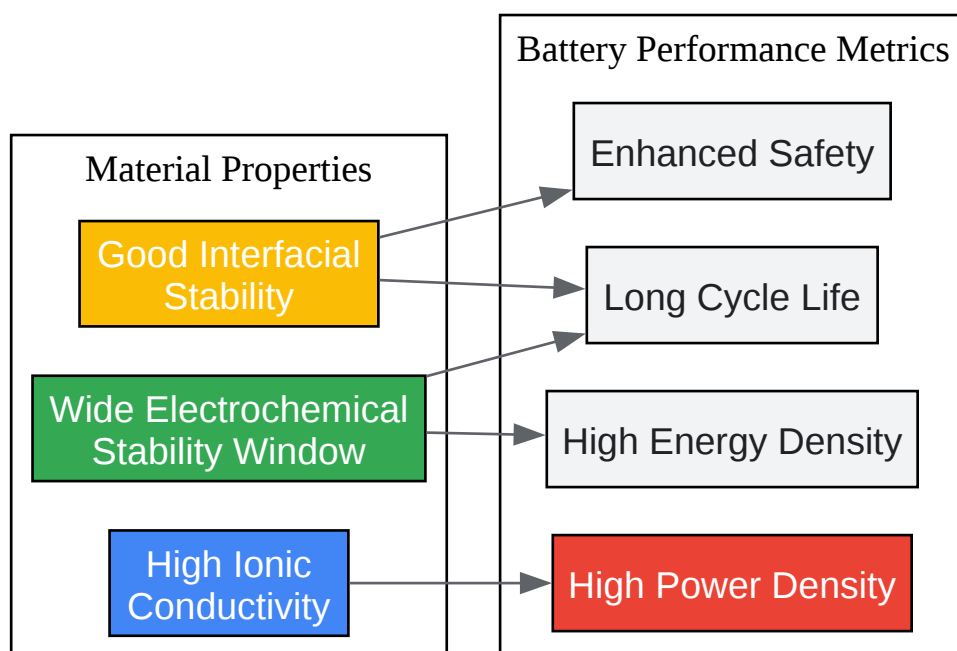 Material Properties
Good Interfacial
Stability
Wide Electrochemical
Stability Window
High Ionic
Conductivity
Battery Performance Metrics
Enhanced Safety
Long Cycle Life
High Energy Density
High Power Density